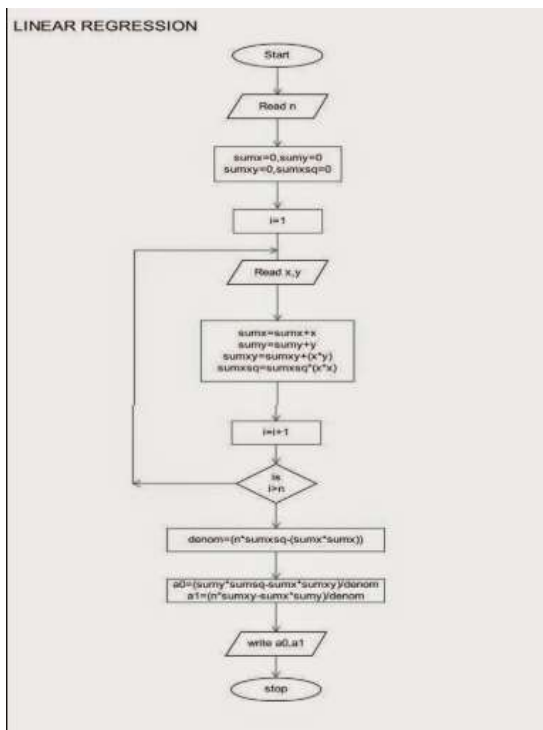 LINEAR REGRESSION
Start
Read n
sumx=0,sumy=0
sumxy=0,sumxsq=0
i=1
Read x,y
sumx=sumx+x
sumy=sumy+y
sumxy=sumxy+(x*y)
sumxsq=sumxsq*(x*x)
i=i+1
is
i>n
denom=(n*sumxsq-(sumx*sumx))
a0=(sumy*sumsq-sumx*sumxy)/denom
a1=(n*sumxy-sumx*sumy)/denom
write a0,a1
stop